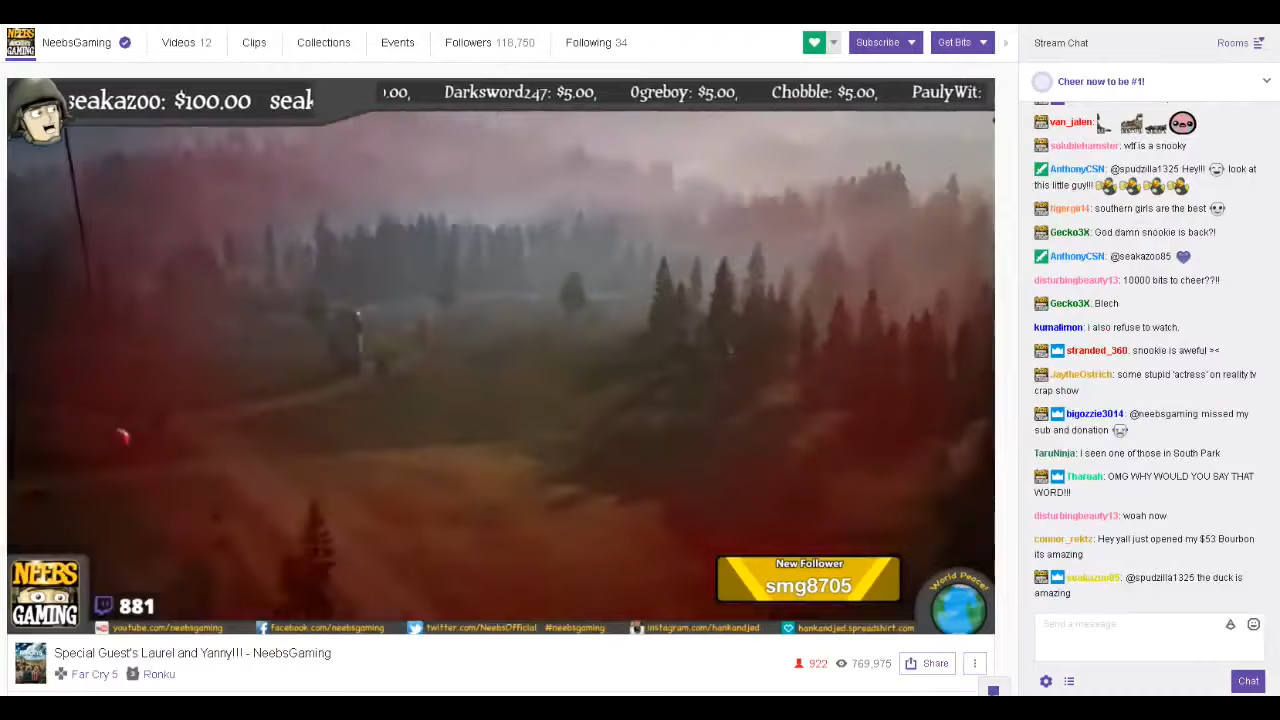 NEEBS GAMING
NeebsGaming
Videos 12
Clips
Collections
Events
Followers 118,750
Following 34
Subscribe
Get Bits
Stream Chat
Rooms
seakazoo: $100.00 seak
Darksword247: $5.00, Ogreboy: $5.00, Chobble: $5.00, PaulyWit:
Cheer now to be #1!
van_jalen:
solublehamster: wtf is a snooky
AnthonyCSN: @spudzilla1325 Hey!!! look at
this little guy!!!
tigergirl4: southern girls are the best
Gecko3X: God damn snookie is back?!
AnthonyCSN: @seakazoo85
disturbingbeauty13: 10000 bits to cheer??!!
Gecko3X: Blech
kumalimon: i also refuse to watch,
stranded_360: snookie is aweful ><
JaytheOstrich: some stupid 'actress' on reality tv
crap show
bigozzie3014: @neebsgaming missed my
sub and donation
TaruNinja: I seen one of those in South Park
Tharoah: OMG WHY WOULD YOU SAY THAT
WORD!!!
disturbingbeauty13: woah now
connor_rektz: Hey yall just opened my $53 Bourbon
its amazing
seakazoo85: @spudzilla1325 the duck is
amazing
Send a message
Chat
NEEBS
GAMING
881
New Follower
smg8705
World Peace!
youtube.com/neebsgaming
facebook.com/neebsgaming
twitter.com/NeebsOfficial #neebsgaming
instagram.com/hankandjed
hankandjed.spreadshirt.com
Special Guest's Laurel and Yanny!!! - NeebsGaming
Far Cry 5
Ronku
922
769,975
Share